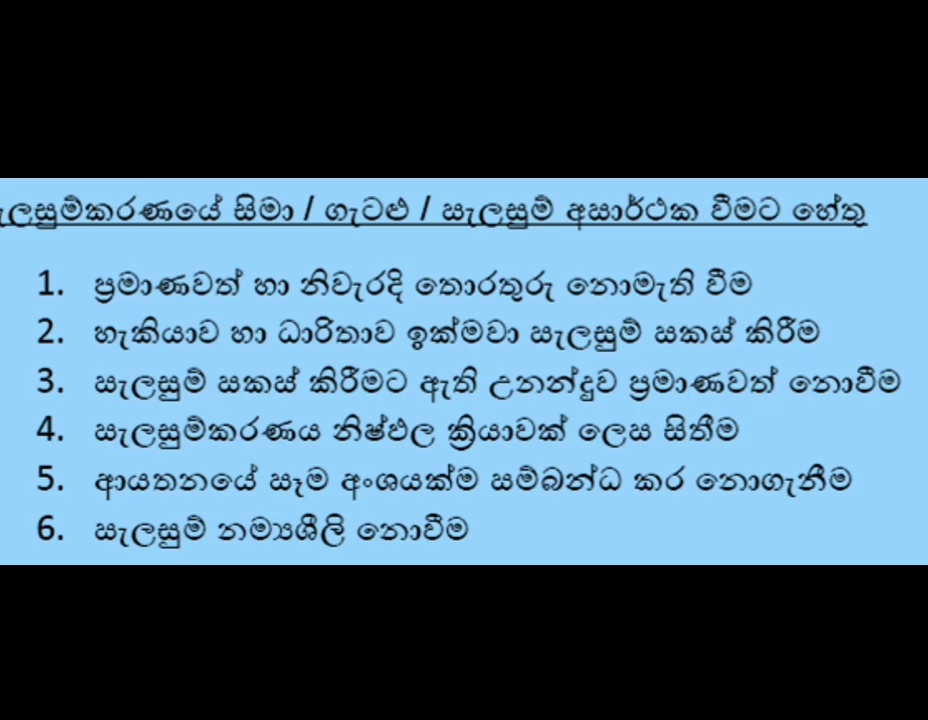 ැලසුම්කරණයේ සිමා / ගැටළු / සැලසුම් අසාර්ථක වීමට හේතු
1. ප්‍රමාණවත් හා නිවැරදි තොරතුරු නොමැති වීම
2. හැකියාව හා ධාරිතාව ඉක්මවා සැලසුම් සකස් කිරීම
3. සැලසුම් සකස් කිරීමට ඇති උනන්දුව ප්‍රමාණවත් නොවීම
4. සැලසුම්කරණය නිෂ්ඵල ක්‍රියාවක් ලෙස සිතීම
5. ආයතනයේ සෑම අංශයක්ම සම්බන්ධ කර නොගැනීම
6. සැලසුම් නම්‍යශීලි නොවීම